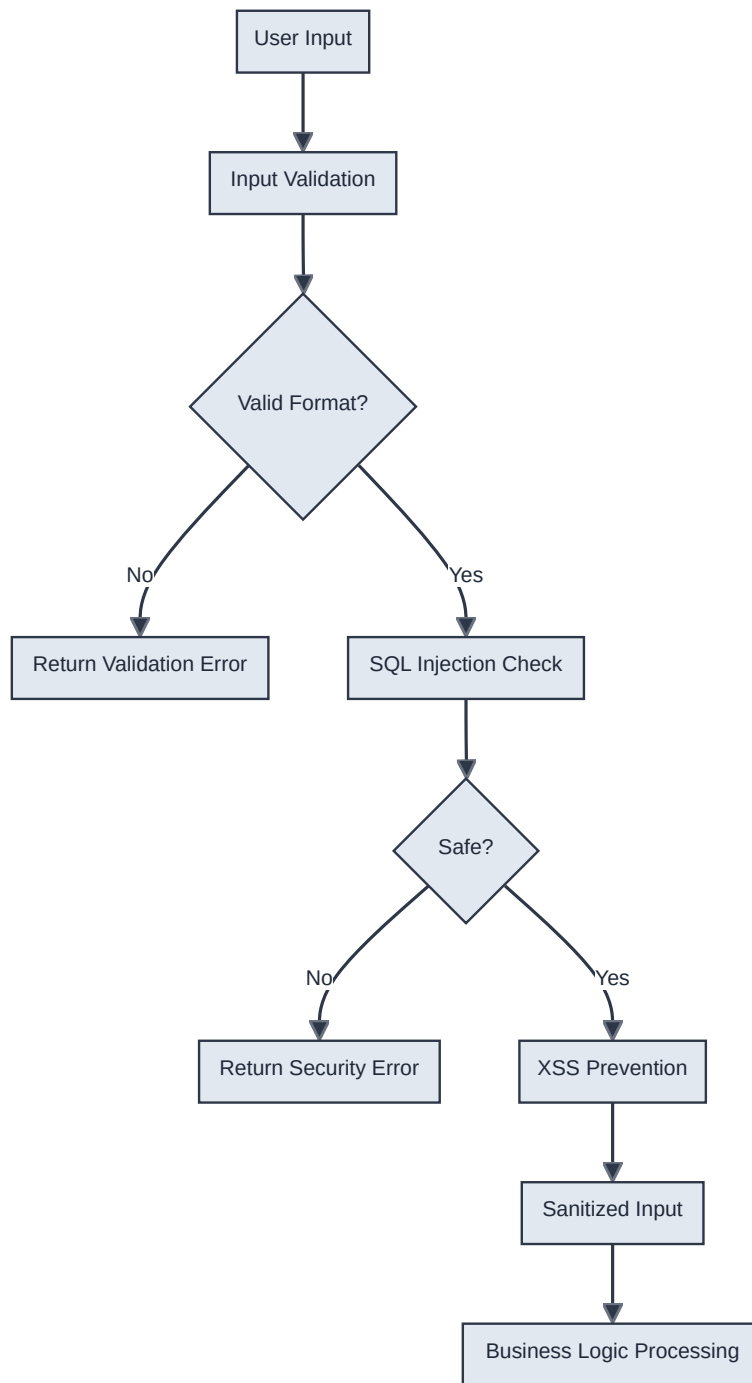 User Input
Input Validation
Valid Format?
No
Yes
Return Validation Error
SQL Injection Check
Safe?
No
Yes
Return Security Error
XSS Prevention
Sanitized Input
Business Logic Processing